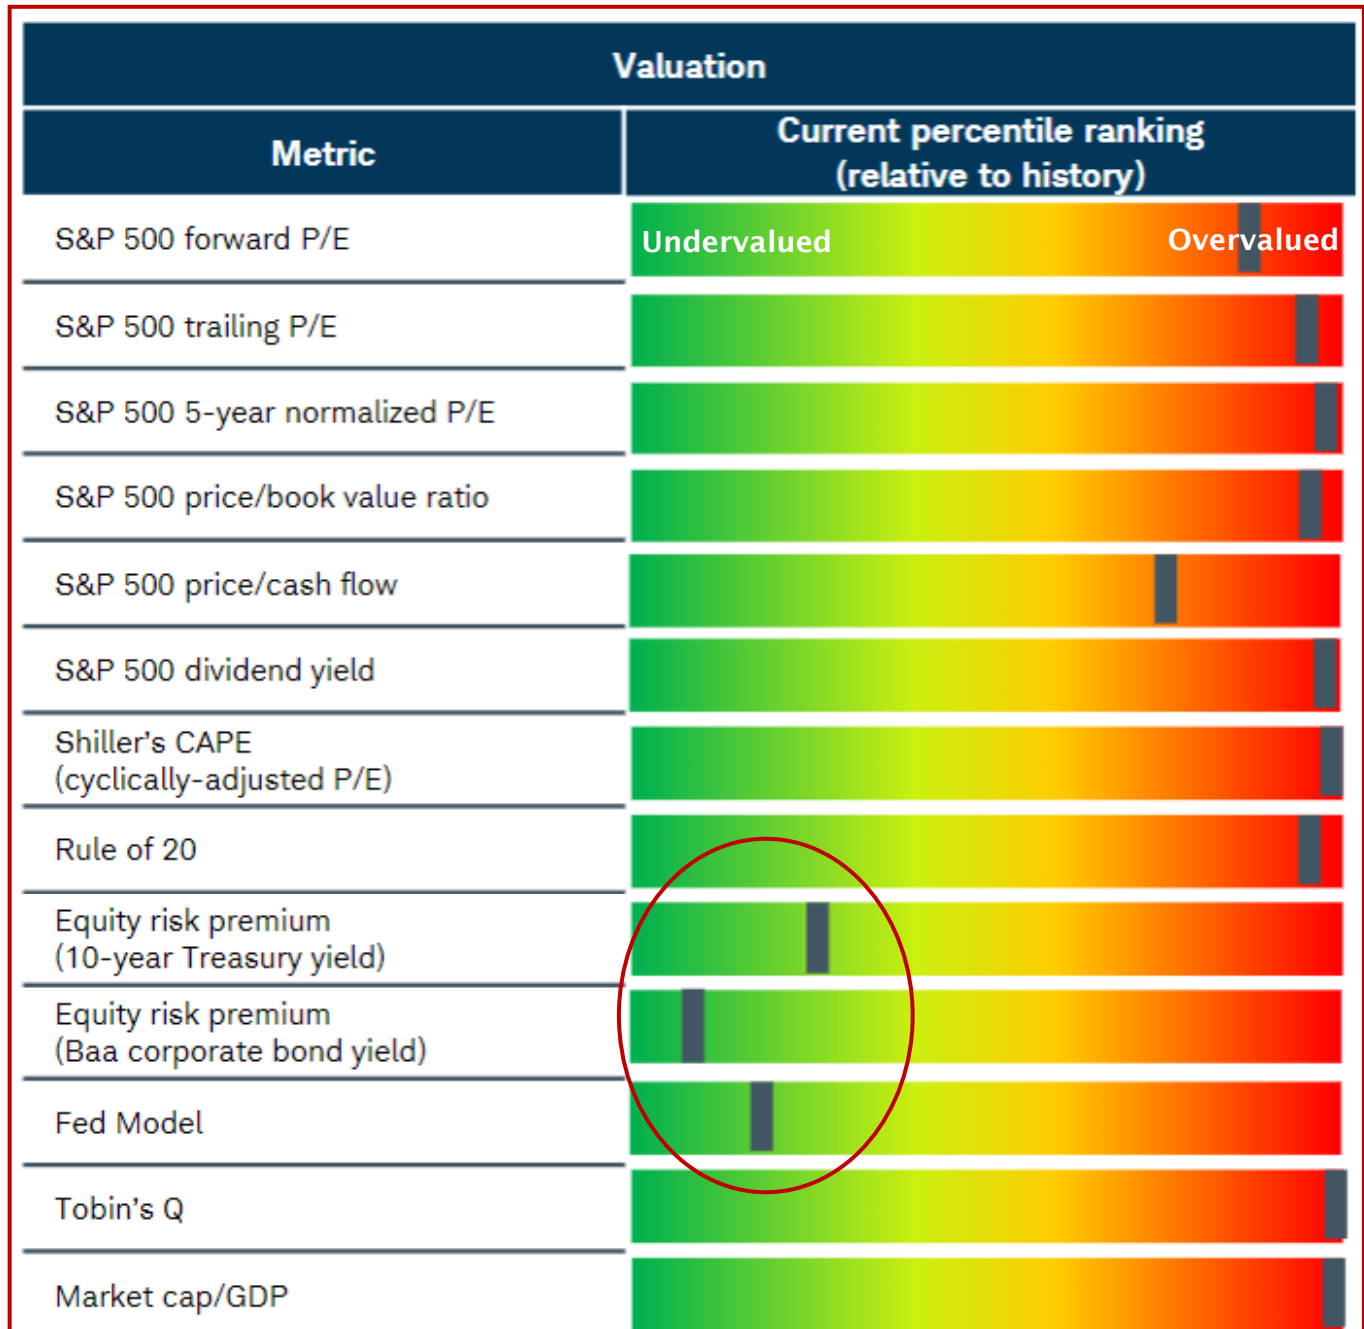 Valuation
Metric
Current percentile ranking
(relative to history)
S&P 500 forward P/E
Undervalued
Overvalued
S&P 500 trailing P/E
S&P 500 5-year normalized P/E
S&P 500 price/book value ratio
S&P 500 price/cash flow
S&P 500 dividend yield
Shiller's CAPE
(cyclically-adjusted P/E)
Rule of 20
Equity risk premium
(10-year Treasury yield)
Equity risk premium
(Baa corporate bond yield)
Fed Model
Tobin's Q
Market cap/GDP